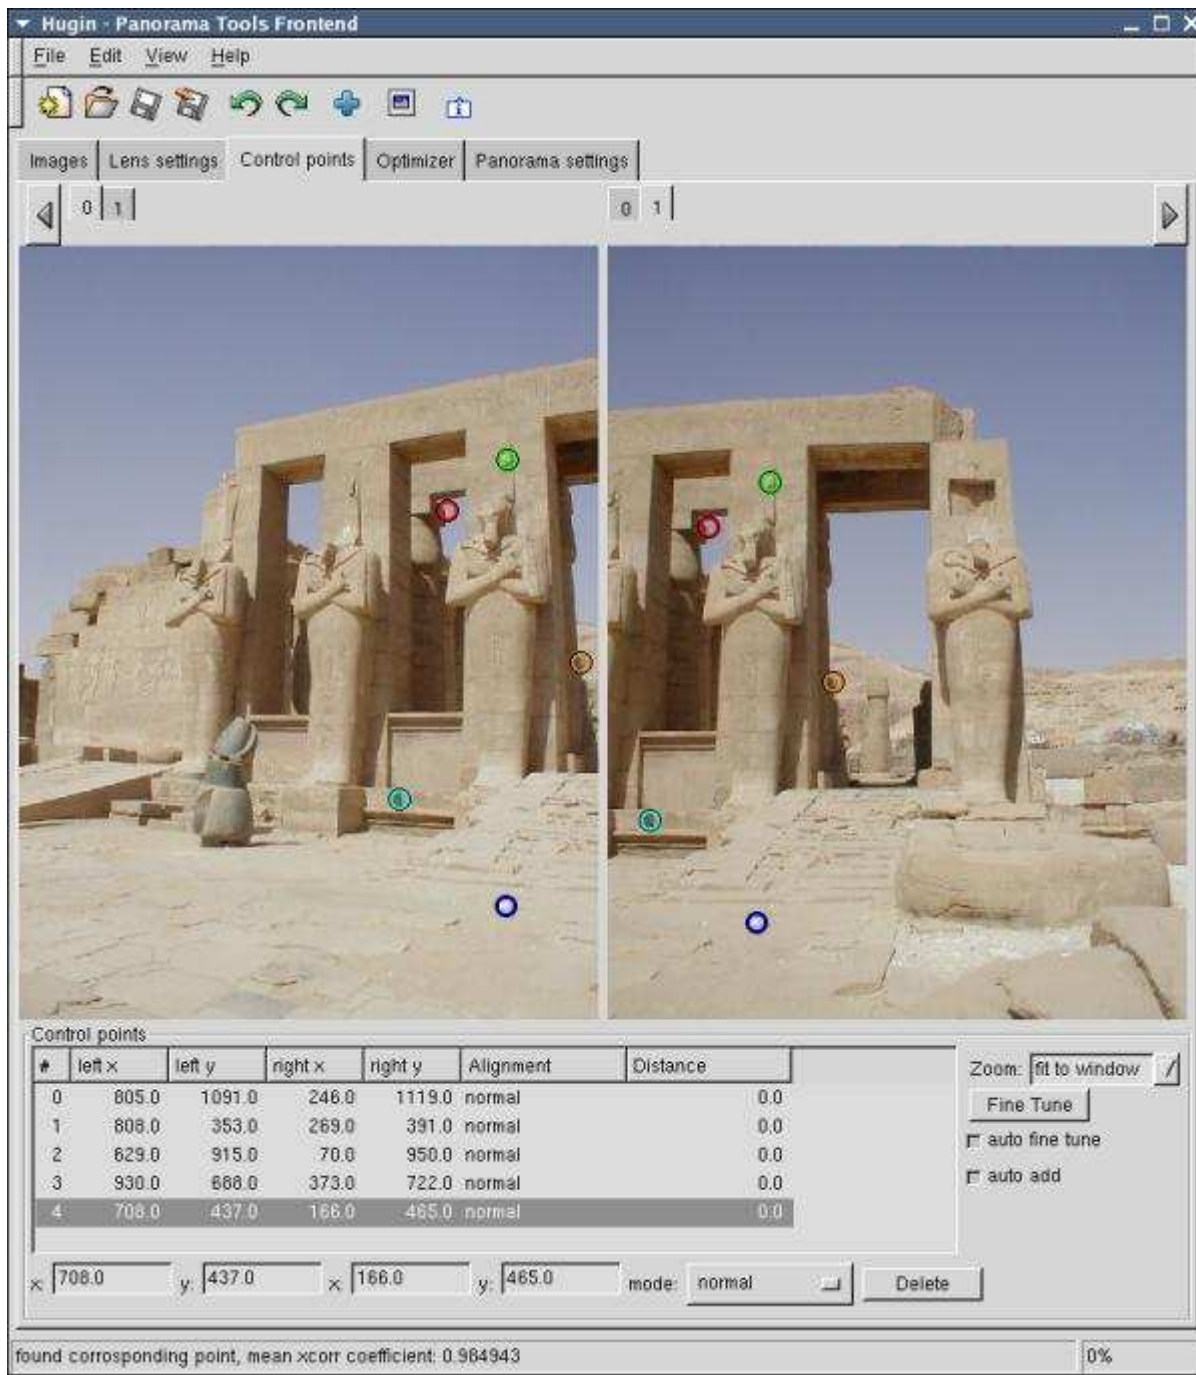 Hugin - Panorama Tools Frontend
File Edit View Help
Images Lens settings Control points Optimizer Panorama settings
0 1 0 1
Control points
# left x left y right x right y Alignment Distance
0 805.0 1091.0 246.0 1119.0 normal 0.0
1 808.0 353.0 269.0 391.0 normal 0.0
2 629.0 915.0 70.0 950.0 normal 0.0
3 930.0 688.0 373.0 722.0 normal 0.0
4 708.0 437.0 166.0 465.0 normal 0.0
Zoom: fit to window
Fine Tune
auto fine tune
auto add
x: 708.0 y: 437.0 x: 166.0 y: 465.0 mode: normal Delete
found corrosponding point, mean xcorr coefficient: 0.984943 0%